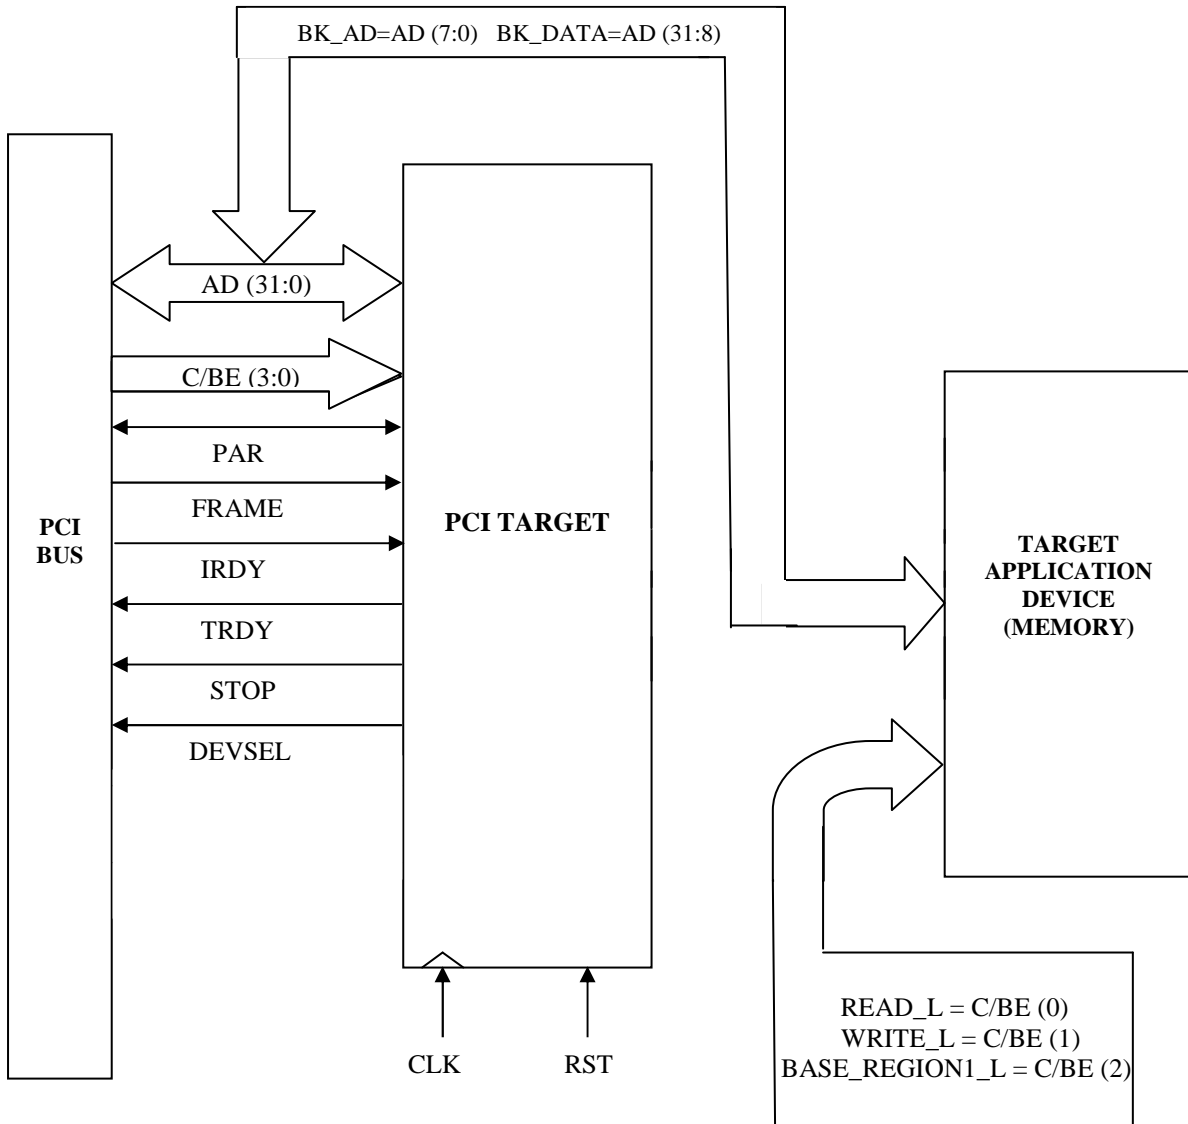 BK_AD=AD (7:0) BK_DATA=AD (31:8)
AD (31:0)
C/BE (3:0)
PAR
FRAME
IRDY
TRDY
STOP
DEVSEL
PCI
BUS
PCI TARGET
TARGET
APPLICATION
DEVICE
(MEMORY)
CLK
RST
READ_L = C/BE (0)
WRITE_L = C/BE (1)
BASE_REGION1_L = C/BE (2)